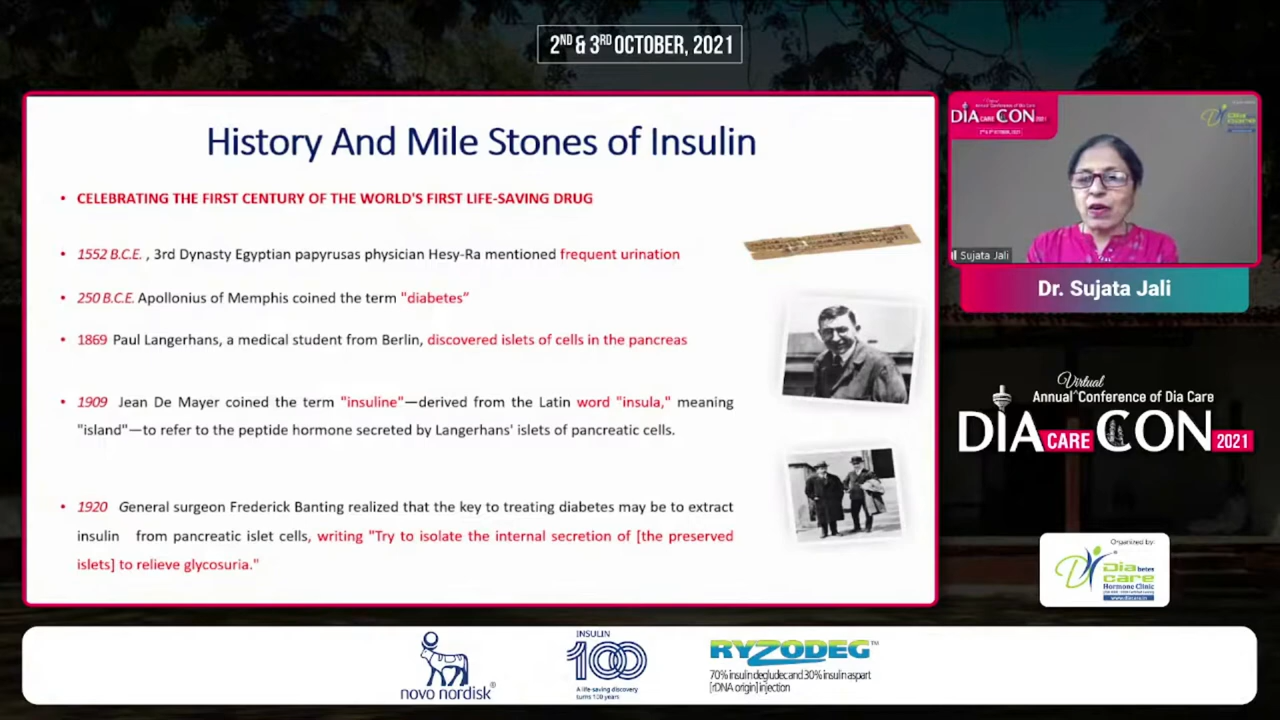 2ND & 3RD OCTOBER, 2021
History And Mile Stones of Insulin
• CELEBRATING THE FIRST CENTURY OF THE WORLD'S FIRST LIFE-SAVING DRUG
• 1552 B.C.E. , 3rd Dynasty Egyptian papyrusas physician Hesy-Ra mentioned frequent urination
• 250 B.C.E. Apollonius of Memphis coined the term "diabetes"
• 1869 Paul Langerhans, a medical student from Berlin, discovered islets of cells in the pancreas
• 1909 Jean De Mayer coined the term "insuline"—derived from the Latin word "insula," meaning
"island"—to refer to the peptide hormone secreted by Langerhans' islets of pancreatic cells.
• 1920 General surgeon Frederick Banting realized that the key to treating diabetes may be to extract
insulin from pancreatic islet cells, writing "Try to isolate the internal secretion of [the preserved
islets] to relieve glycosuria."
DIA CARE CON 2021
Sujata Jali
Dr. Sujata Jali
Virtual
Annual ^ Conference of Dia Care
DIA CARE CON 2021
Organized by:
Diabetes
care
Hormone Clinic
www.diacare.in
novo nordisk®
INSULIN
100
A life-saving discovery
turns 100 years
RYZODEG™
70% insulin degludec and 30% insulin aspart
[rDNA origin] injection